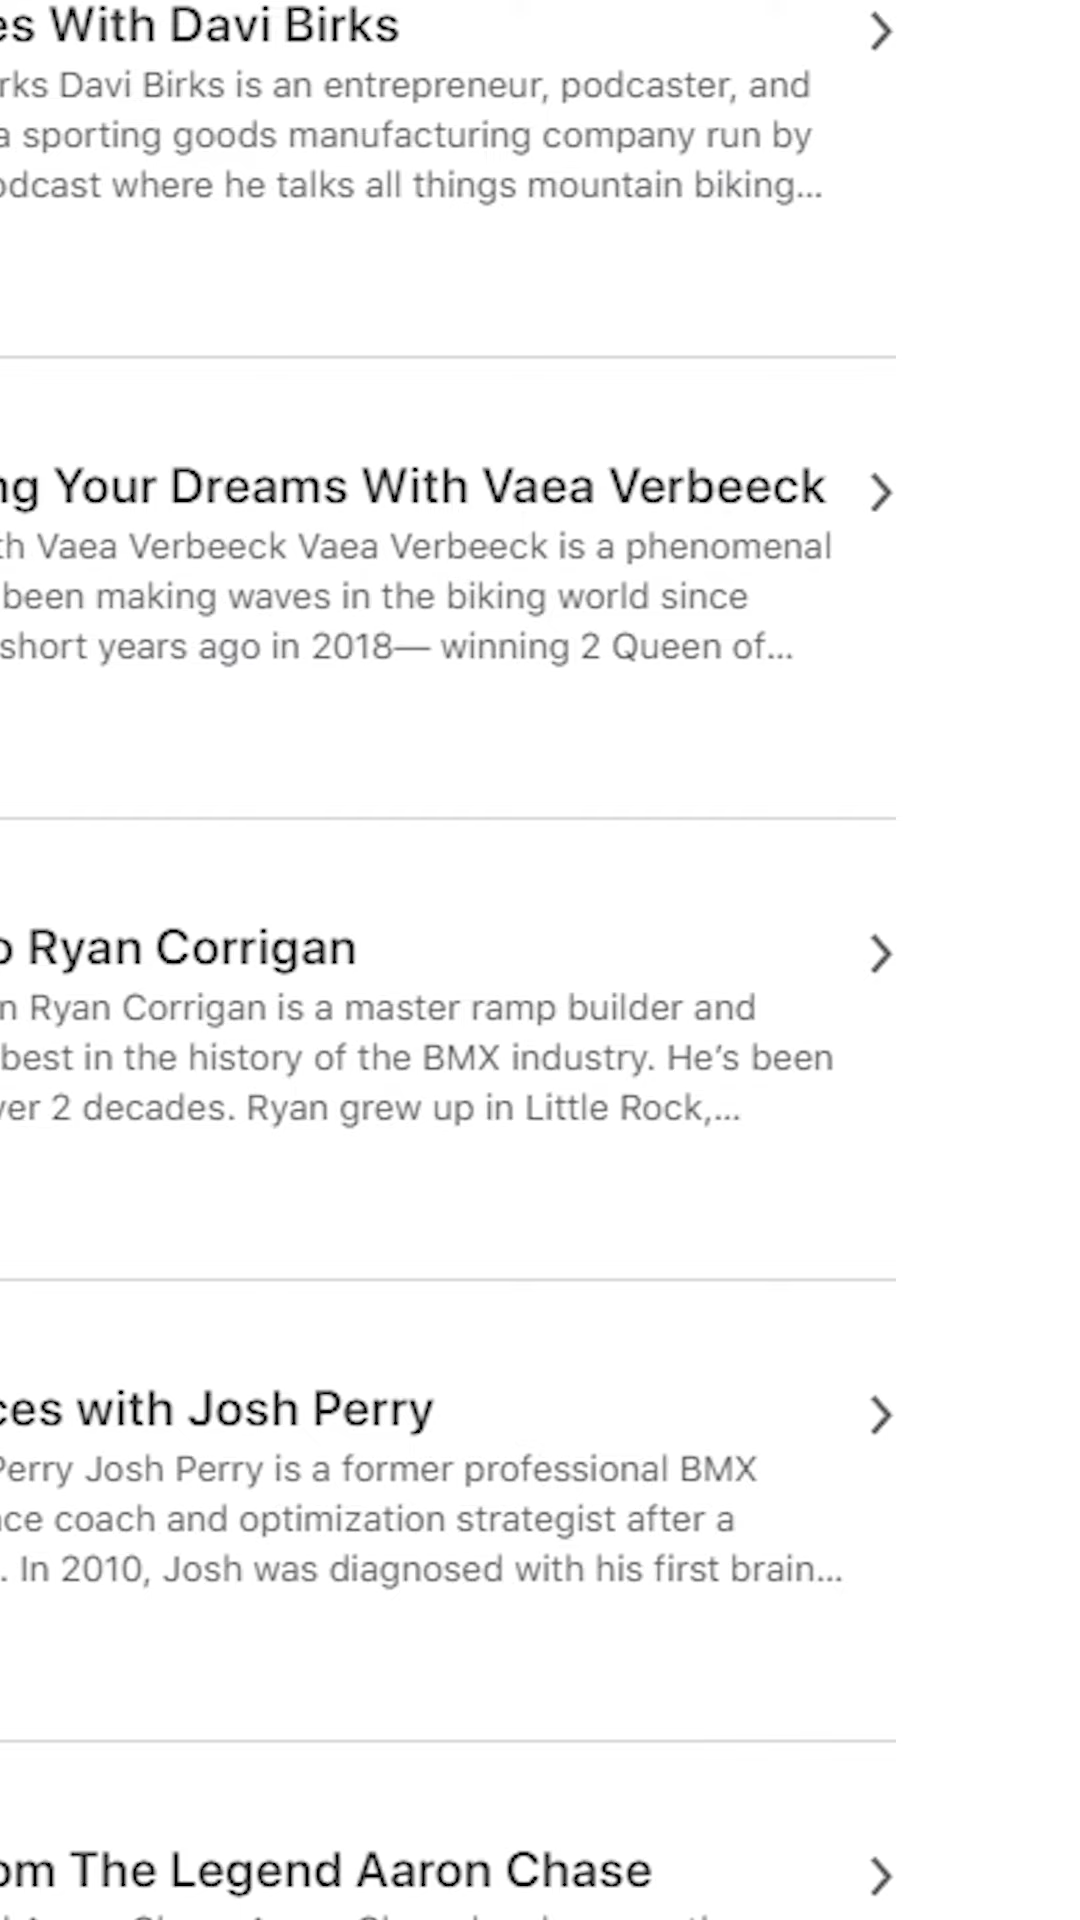 es With Davi Birks
rks Davi Birks is an entrepreneur, podcaster, and
a sporting goods manufacturing company run by
odcast where he talks all things mountain biking...
ng Your Dreams With Vaea Verbeeck
th Vaea Verbeeck Vaea Verbeeck is a phenomenal
been making waves in the biking world since
short years ago in 2018— winning 2 Queen of...
o Ryan Corrigan
n Ryan Corrigan is a master ramp builder and
best in the history of the BMX industry. He’s been
ver 2 decades. Ryan grew up in Little Rock,...
ces with Josh Perry
Perry Josh Perry is a former professional BMX
nce coach and optimization strategist after a
. In 2010, Josh was diagnosed with his first brain...
om The Legend Aaron Chase